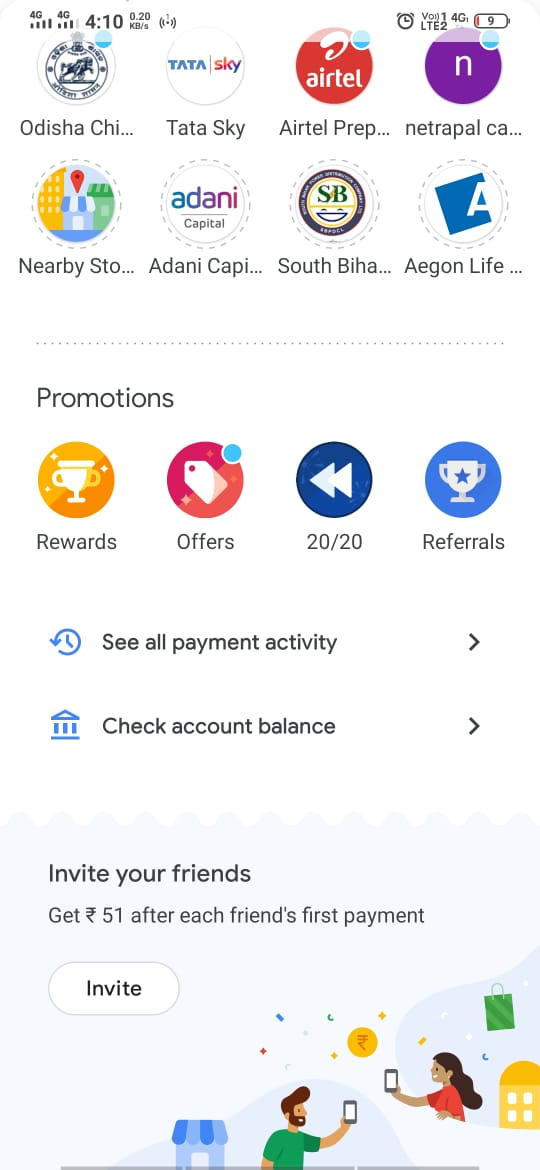 4G 4G 4:10 0.20 KB/s Vo) 1 4G LTE2 9
TATA sky airtel n
Odisha Chi... Tata Sky Airtel Prep... netrapal ca...
adani
Capital
SB
SBPDCL
A
Nearby Sto... Adani Capi... South Biha... Aegon Life ...
Promotions
Rewards Offers 20/20 Referrals
See all payment activity
Check account balance
Invite your friends
Get ₹ 51 after each friend's first payment
Invite
₹